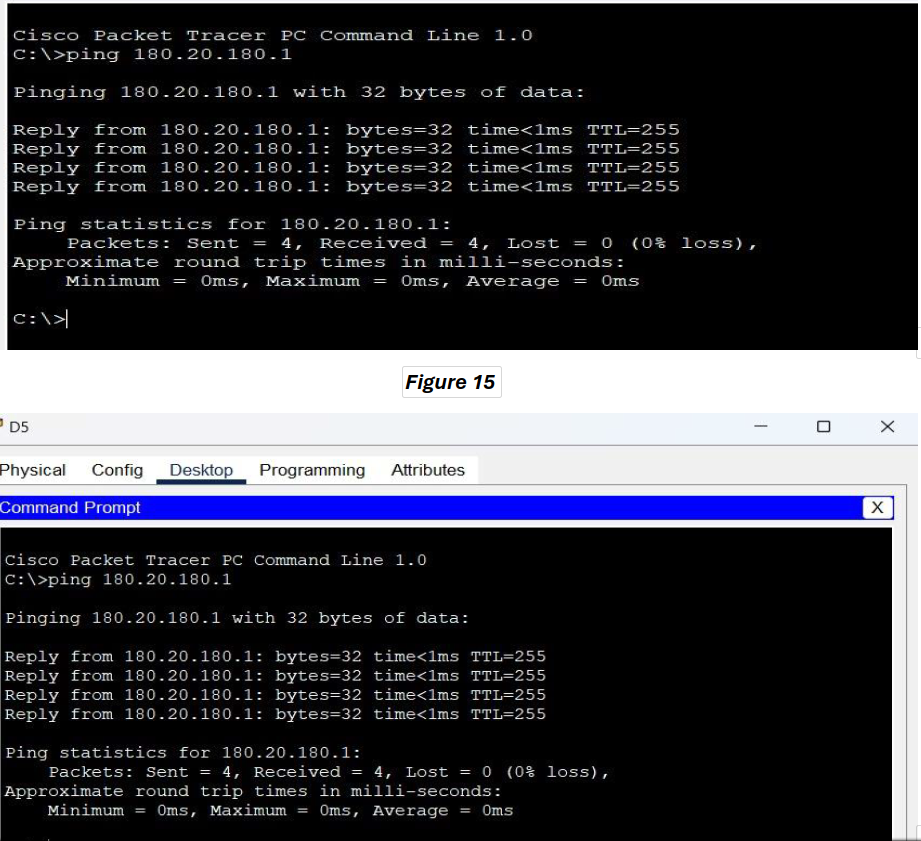 Cisco Packet Tracer PC Command Line 1.0
C:\>ping 180.20.180.1
Pinging 180.20.180.1 with 32 bytes of data:
Reply from 180.20.180.1: bytes=32 time<1ms TTL=255
Reply from 180.20.180.1: bytes=32 time<1ms TTL=255
Reply from 180.20.180.1: bytes=32 time<1ms TTL=255
Reply from 180.20.180.1: bytes=32 time<1ms TTL=255
Ping statistics for 180.20.180.1:
Packets: Sent = 4, Received = 4, Lost = 0 (0% loss),
Approximate round trip times in milli-seconds:
Minimum = 0ms, Maximum = 0ms, Average = 0ms
C:\>
Figure 15
D5
Physical Config Desktop Programming Attributes
Command Prompt X
Cisco Packet Tracer PC Command Line 1.0
C:\>ping 180.20.180.1
Pinging 180.20.180.1 with 32 bytes of data:
Reply from 180.20.180.1: bytes=32 time<1ms TTL=255
Reply from 180.20.180.1: bytes=32 time<1ms TTL=255
Reply from 180.20.180.1: bytes=32 time<1ms TTL=255
Reply from 180.20.180.1: bytes=32 time<1ms TTL=255
Ping statistics for 180.20.180.1:
Packets: Sent = 4, Received = 4, Lost = 0 (0% loss),
Approximate round trip times in milli-seconds:
Minimum = 0ms, Maximum = 0ms, Average = 0ms